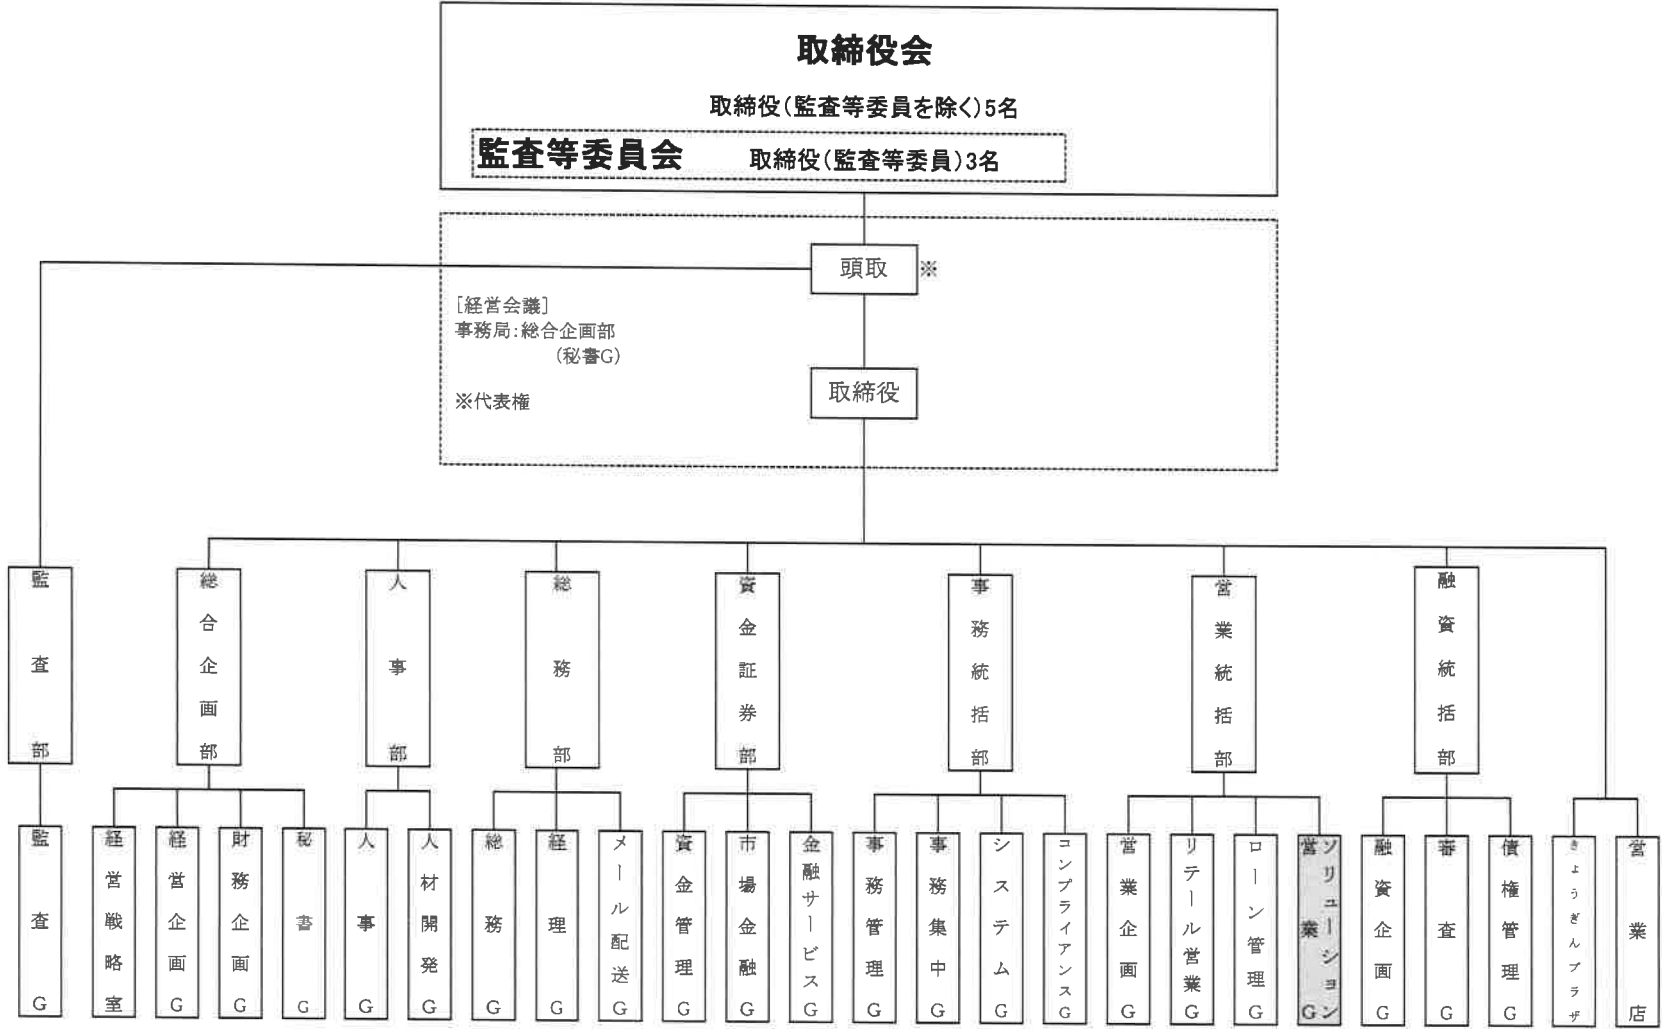 取締役会
取締役(監査等委員を除く)5名
監査等委員会 取締役(監査等委員)3名
頭取 ※
[経営会議]
事務局:総合企画部
(秘書G)
※代表権
取締役
監査部
総合企画部
人事部
総務部
資金証券部
事務統括部
営業統括部
融資統括部
監査G
経営戦略室
経営企画G
財務企画G
秘書G
人事G
人材開発G
総務G
経理G
メール配送G
資金管理G
市場金融G
金融サービスG
事務管理G
事務集中G
システムG
コンプライアンスG
営業企画G
リテール営業G
ローン管理G
ソリューション
営業G
融資企画G
審査G
債権管理G
きょうぎんプラザ
営業店